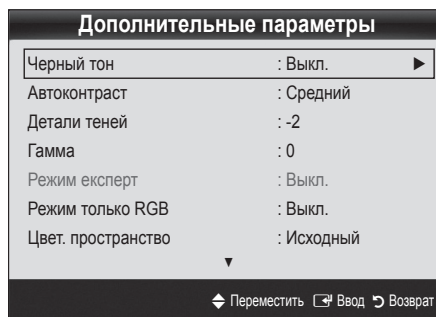 Дополнительные параметры
Черный тон : Выкл. ►
Автоконтраст : Средний
Детали теней : -2
Гамма : 0
Режим експерт : Выкл.
Режим только RGB : Выкл.
Цвет. пространство : Исходный
▼
Переместить Ввод Возврат